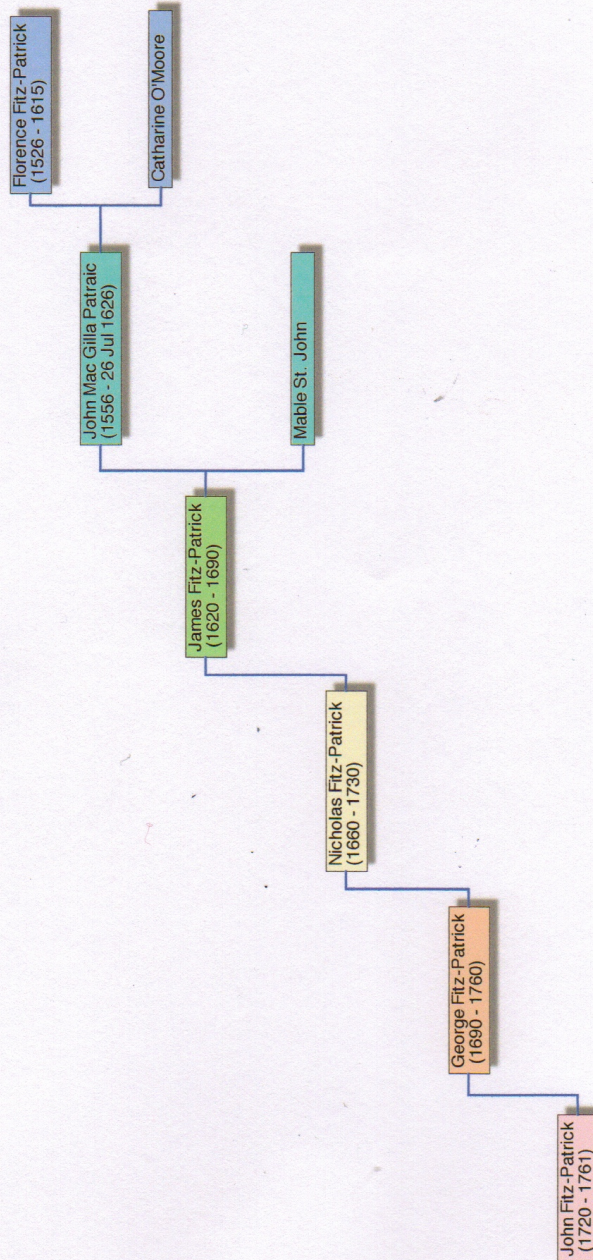 Florence Fitz-Patrick
(1526 - 1615)
Catharine O'Moore
John Mac Gilla Patraic
(1556 - 26 Jul 1626)
Mable St. John
James Fitz-Patrick
(1620 - 1690)
Nicholas Fitz-Patrick
(1660 - 1730)
George Fitz-Patrick
(1690 - 1760)
John Fitz-Patrick
(1720 - 1761)